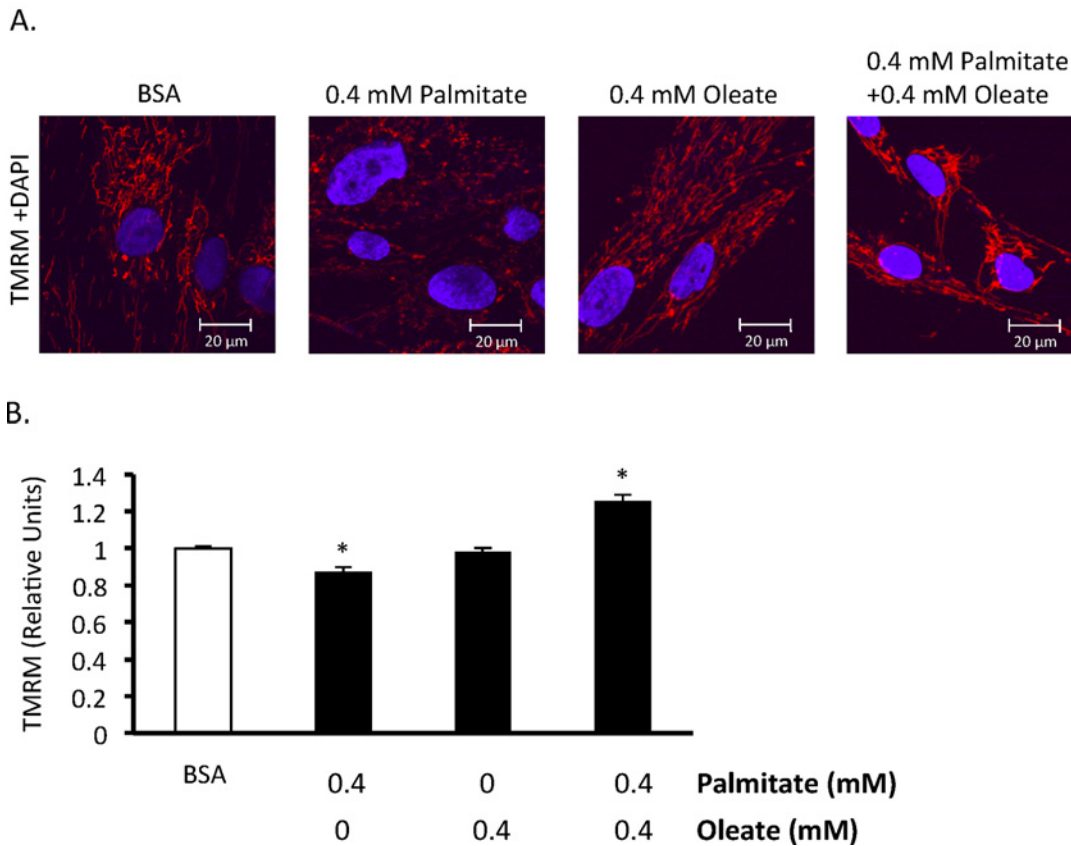 A.
BSA
0.4 mM Palmitate
0.4 mM Oleate
0.4 mM Palmitate
+0.4 mM Oleate
TMRM +DAPI
20 µm
20 µm
20 µm
20 µm
B.
TMRM (Relative Units)
1.4
1.2
1
0.8
0.6
0.4
0.2
0
*
*
BSA
0.4 0 0.4 Palmitate (mM)
0 0.4 0.4 Oleate (mM)